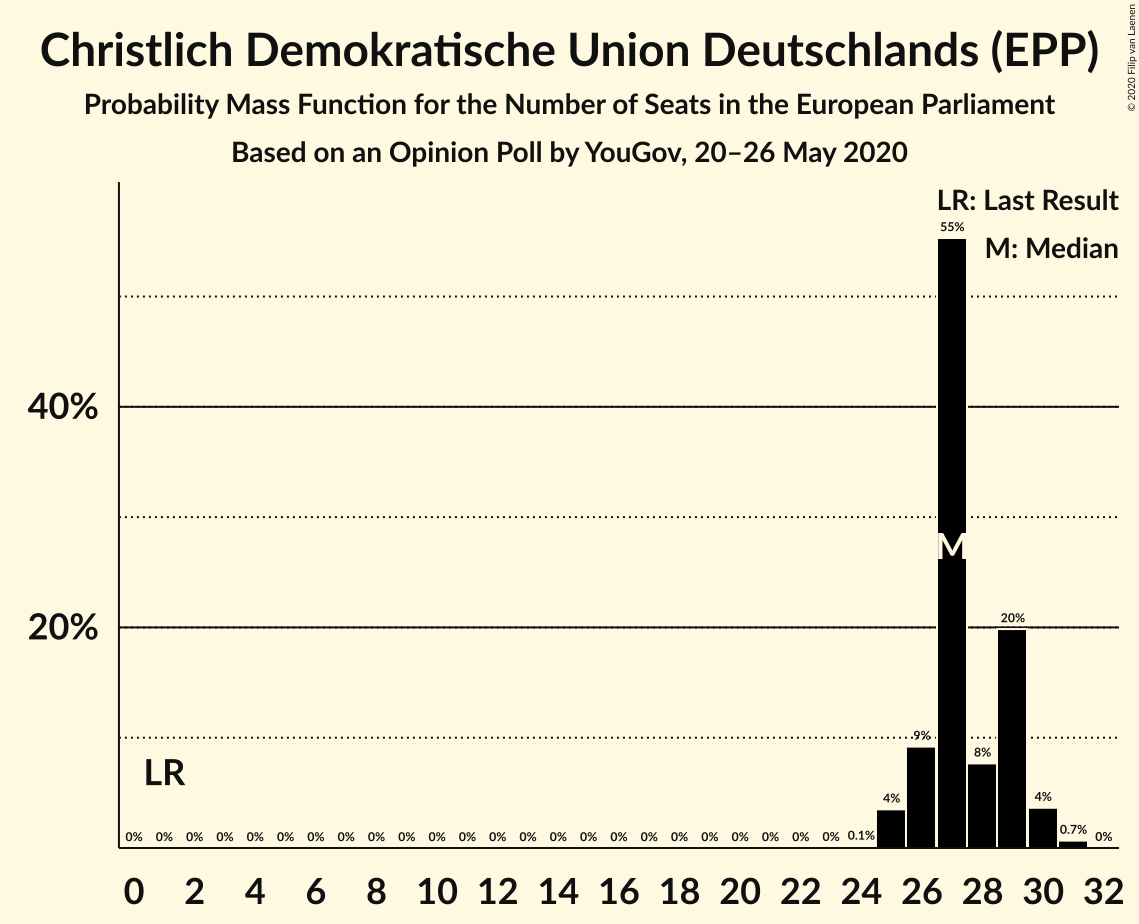 Christlich Demokratische Union Deutschlands (EPP)
Probability Mass Function for the Number of Seats in the European Parliament
Based on an Opinion Poll by YouGov, 20–26 May 2020
© 2020 Filip van Laenen
LR: Last Result
M: Median
55%
40%
M
20%
20%
9%
8%
LR
4%
4%
0% 0% 0% 0% 0% 0% 0% 0% 0% 0% 0% 0% 0% 0% 0% 0% 0% 0% 0% 0% 0% 0% 0% 0% 0.1% 0.7% 0%
0 2 4 6 8 10 12 14 16 18 20 22 24 26 28 30 32